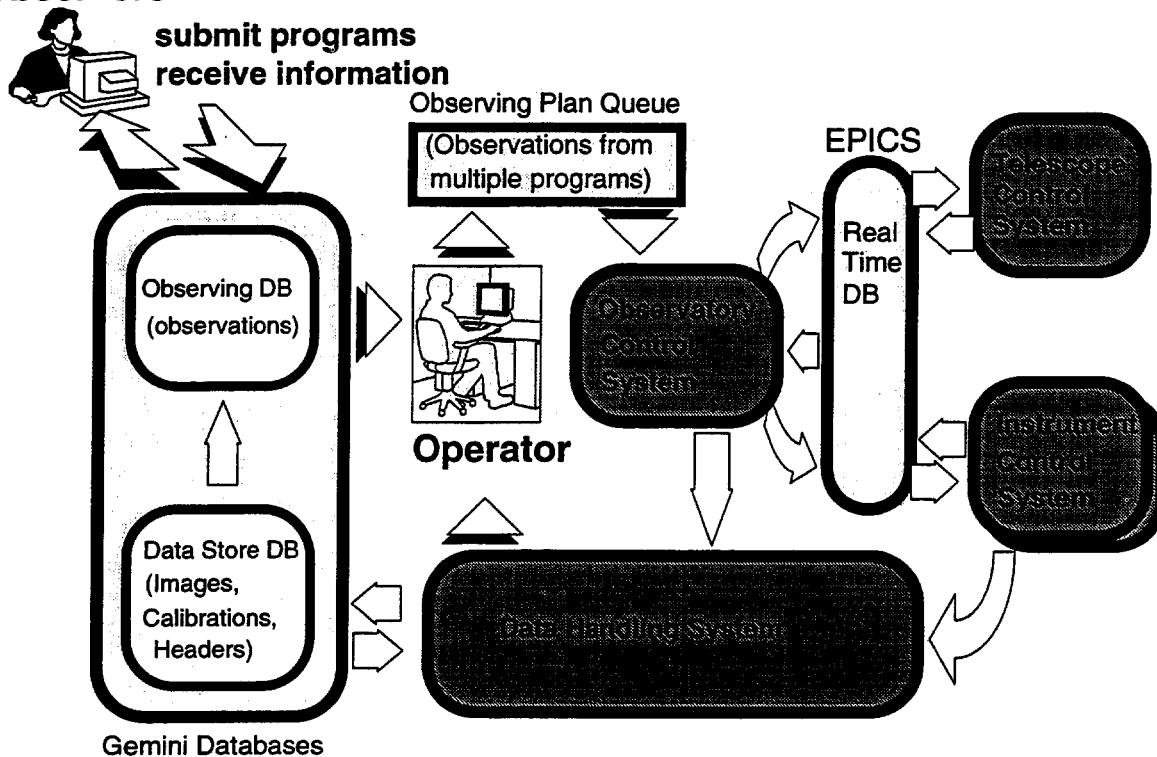 submit programs
receive information
Observing Plan Queue
(Observations from
multiple programs)
EPICS
Real
Time
DB
Telescope
Control
System
Observing DB
(observations)
Observatory
Control
System
Operator
Instrument
Control
System
Data Store DB
(Images,
Calibrations,
Headers)
Data Handling System
Gemini Databases